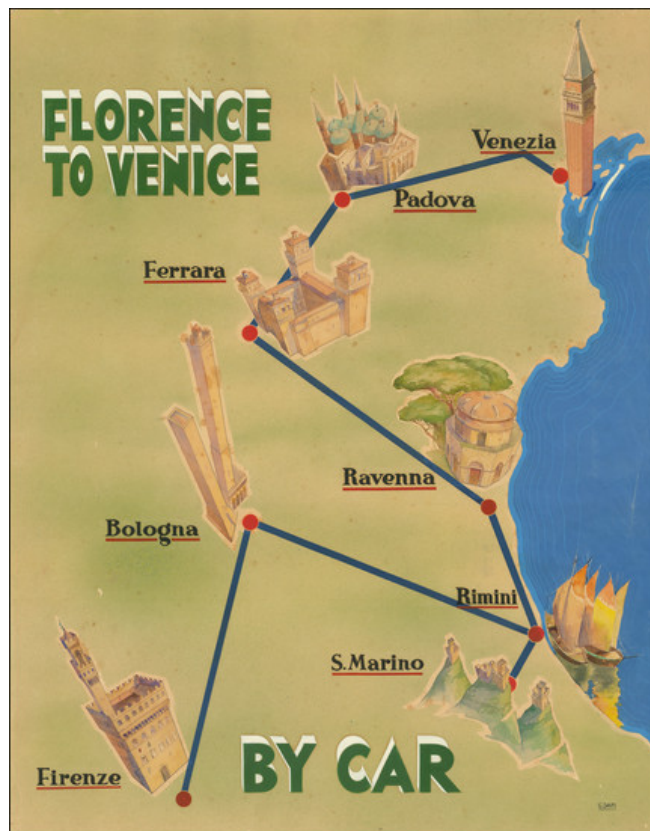 FLORENCE
TO VENICE
Venezia
Padova
Ferrara
Ravenna
Bologna
Rimini
S. Marino
Firenze
BY CAR